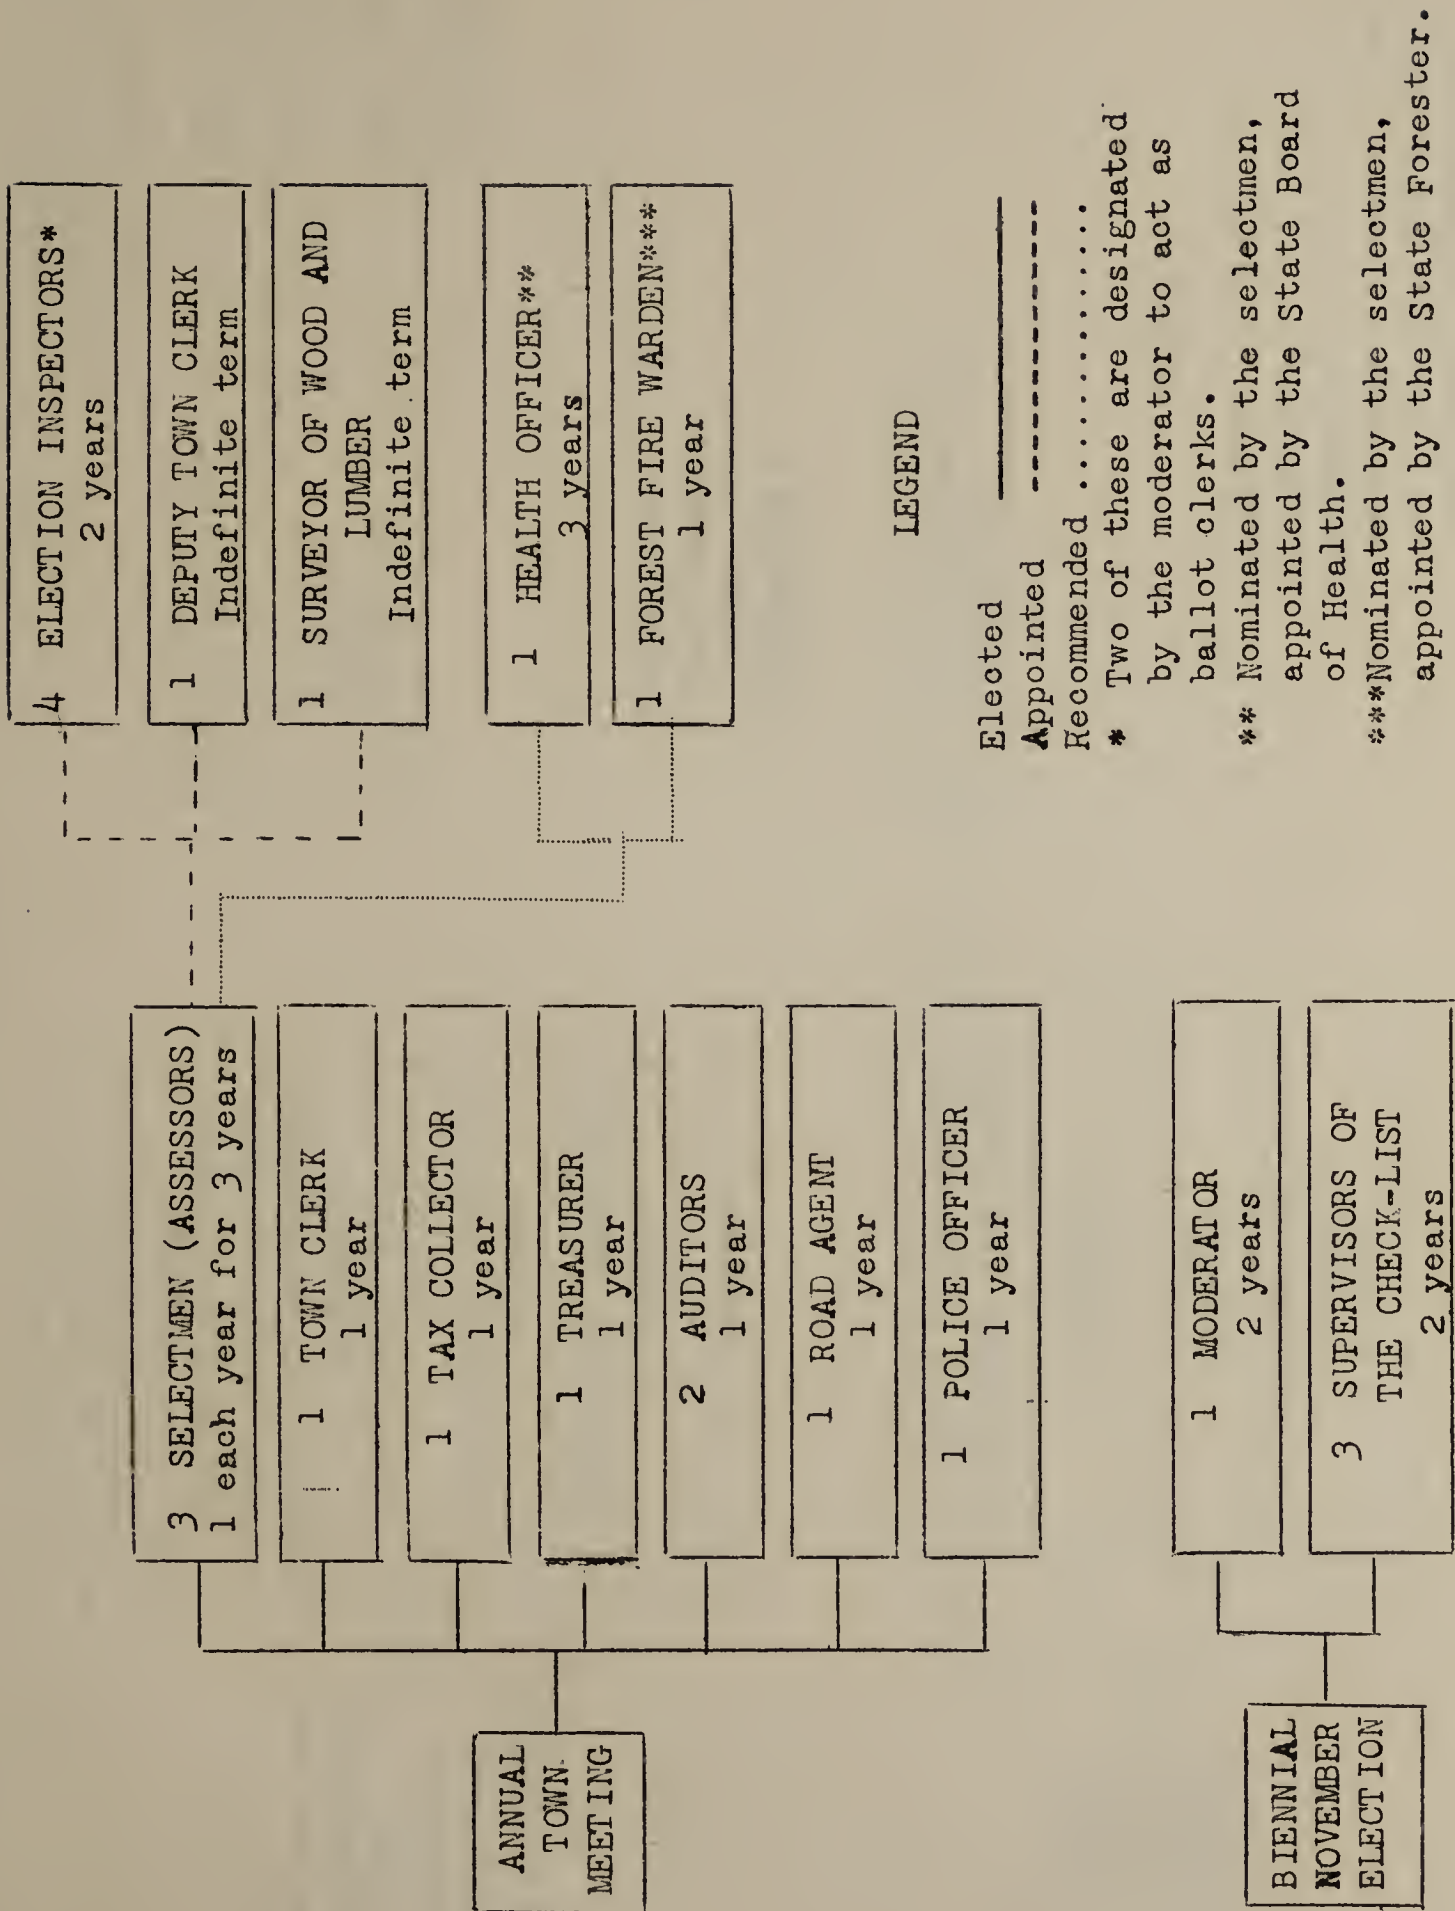 ANNUAL
TOWN
MEETING
3 SELECTMEN (ASSESSORS)
1 each year for 3 years
1 TOWN CLERK
1 year
1 TAX COLLECTOR
1 year
1 TREASURER
1 year
2 AUDITORS
1 year
1 ROAD AGENT
1 year
1 POLICE OFFICER
1 year
BIENNIAL
NOVEMBER
ELECTION
1 MODERATOR
2 years
3 SUPERVISORS OF
THE CHECK-LIST
2 years
4 ELECTION INSPECTORS*
2 years
1 DEPUTY TOWN CLERK
Indefinite term
1 SURVEYOR OF WOOD AND
LUMBER
Indefinite term
1 HEALTH OFFICER**
3 years
1 FOREST FIRE WARDEN***
1 year
LEGEND
Elected
Appointed
Recommended
* Two of these are designated
by the moderator to act as
ballot clerks.
** Nominated by the selectmen,
appointed by the State Board
of Health.
***Nominated by the selectmen,
appointed by the State Forester.